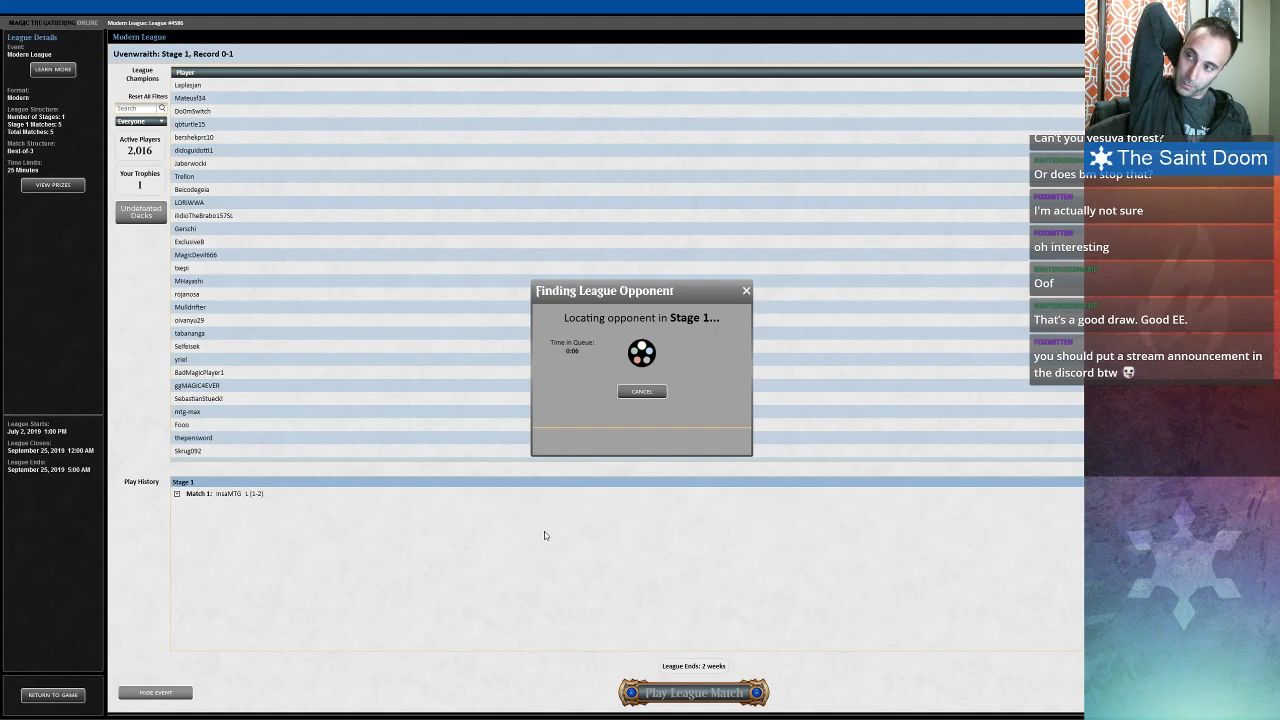 MAGIC THE GATHERING ONLINE
Modern League: League #4586
League Details
Event:
Modern League
LEARN MORE
Format:
Modern
League Structure:
Number of Stages: 1
Stage 1 Matches: 5
Total Matches: 5
Match Structure:
Best-of-3
Time Limits:
25 Minutes
VIEW PRIZES
League Starts:
July 2, 2019 1:00 PM
League Closes:
September 25, 2019 12:00 AM
League Ends:
September 25, 2019 5:00 AM
RETURN TO GAME
Modern League
Uvenwraith: Stage 1, Record 0-1
League
Champions
Reset All Filters
Search
Everyone
Active Players
2,016
Your Trophies
1
Undefeated
Decks
Player
Laplasjan
Mateusf34
Do0mSwitch
qbturtle15
bershekprc10
didoguidotti1
Jaberwocki
Trellon
Beicodegeia
LORiWWA
ilidioTheBrabo157SL
Gerschi
ExclusiveB
MagicDevil666
txepi
MHayashi
rojanosa
Mulldrifter
oivanyu29
tabananga
Selfeisek
yriel
BadMagicPlayer1
ggMAGIC4EVER
SebastianStueckl
mtg-max
Fooo
thepensword
Skrug092
Finding League Opponent
Locating opponent in Stage 1...
Time in Queue:
0:06
CANCEL
Play History
Stage 1
Match 1: InsaMTG L (1-2)
League Ends: 2 weeks
HIDE EVENT
Play League Match
Can't you vesuva forest?
The Saint Doom
Or does bm stop that?
FOXMITTEN
I'm actually not sure
FOXMITTEN
oh interesting
Oof
That's a good draw. Good EE.
FOXMITTEN
you should put a stream announcement in
the discord btw